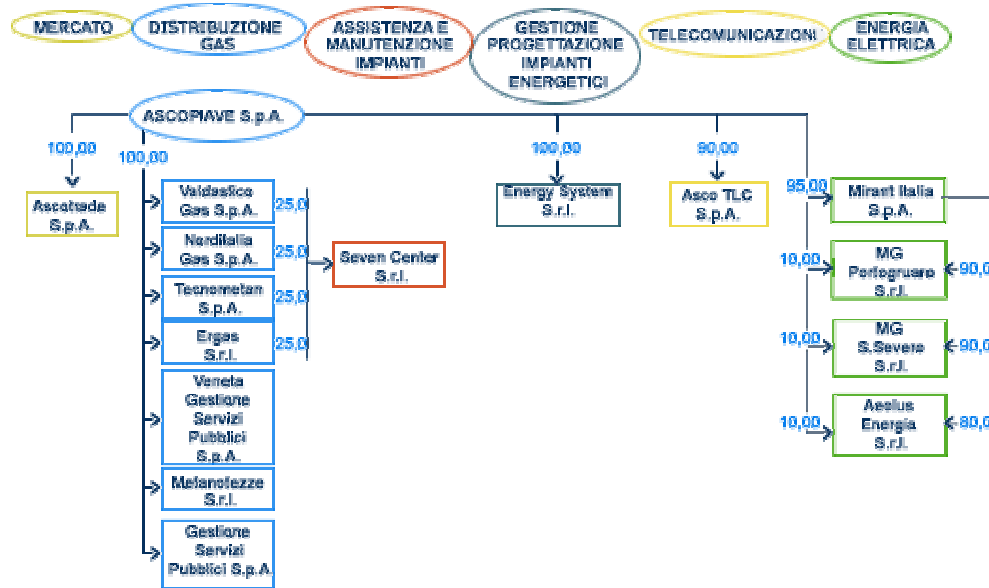 MERCATO
DISTRIBUZIONE
GAS
ASSISTENZA E
MANUTENZIONE
IMPIANTI
GESTIONE
PROGETTAZIONE
IMPIANTI
ENERGETICI
TELECOMUNICAZIONI
ENERGIA
ELETTRICA
ASCOPIAVE S.p.A.
100,00
100,00
100,00
90,00
95,00
Ascotrade
S.p.A.
Valdastico
Gas S.p.A.
25,0
Energy System
S.r.l.
Asco TLC
S.p.A.
Mirant Italia
S.p.A.
Norditalia
Gas S.p.A.
25,0
Seven Center
S.r.l.
10,00
MG
Portogruaro
S.r.l.
90,0
Tecnometan
S.p.A.
25,0
Ergas
S.r.l.
25,0
10,00
MG
S.Severo
S.r.l.
90,0
Veneta
Gestione
Servizi
Pubblici
S.p.A.
10,00
Aeolus
Energia
S.r.l.
80,0
Metanotezze
S.r.l.
Gestione
Servizi
Pubblici S.p.A